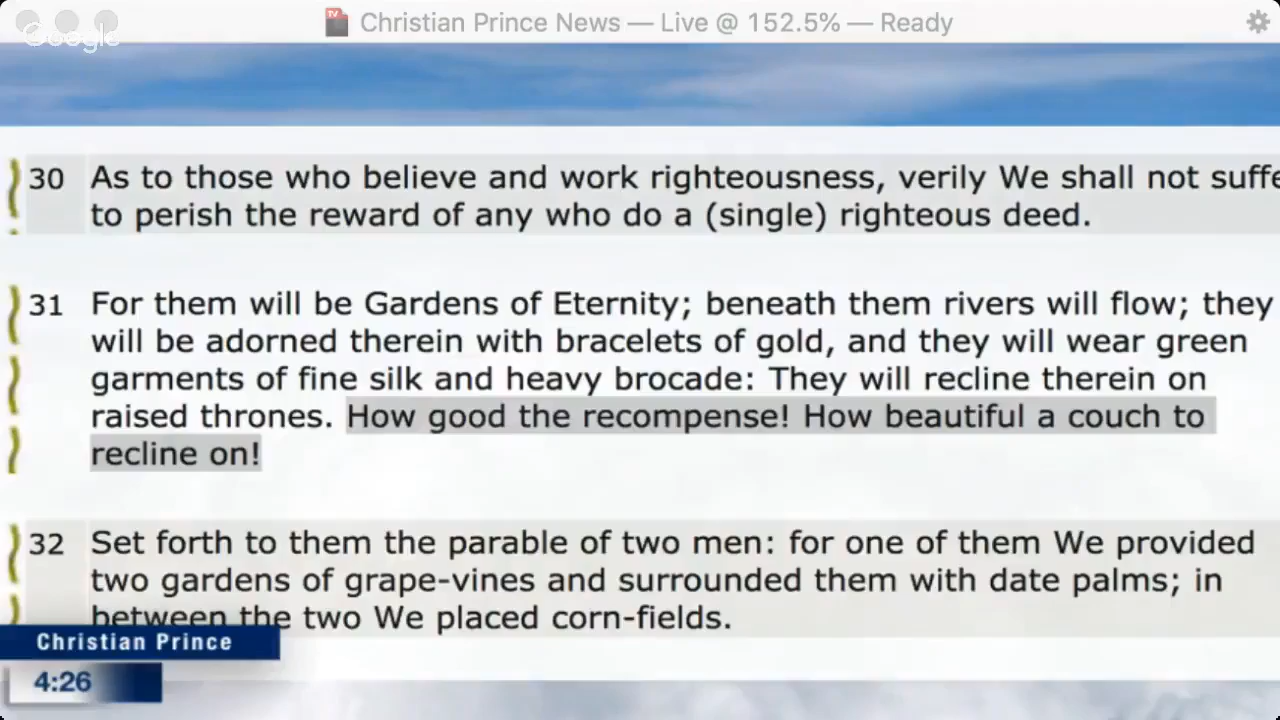 Google
Christian Prince News — Live @ 152.5% — Ready
30 As to those who believe and work righteousness, verily We shall not suffe
to perish the reward of any who do a (single) righteous deed.
31 For them will be Gardens of Eternity; beneath them rivers will flow; they
will be adorned therein with bracelets of gold, and they will wear green
garments of fine silk and heavy brocade: They will recline therein on
raised thrones. How good the recompense! How beautiful a couch to
recline on!
32 Set forth to them the parable of two men: for one of them We provided
two gardens of grape-vines and surrounded them with date palms; in
between the two We placed corn-fields.
Christian Prince
4:26